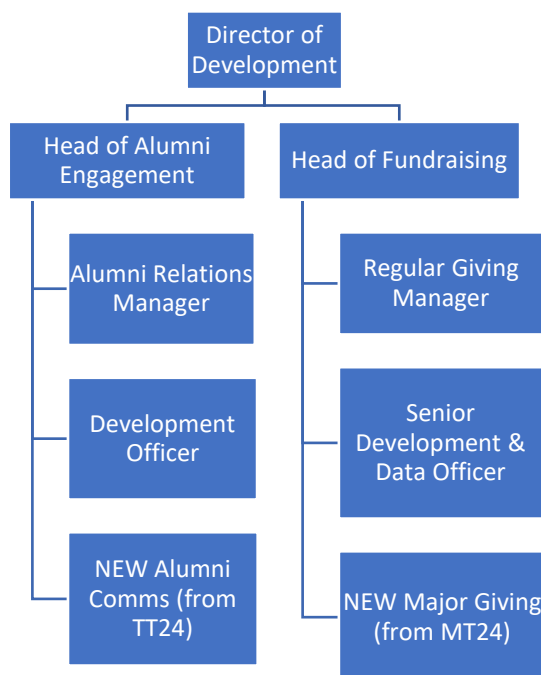 Director of
Development
Head of Alumni
Engagement
Head of Fundraising
Alumni Relations
Manager
Regular Giving
Manager
Development
Officer
Senior
Development &
Data Officer
NEW Alumni
Comms (from
TT24)
NEW Major Giving
(from MT24)